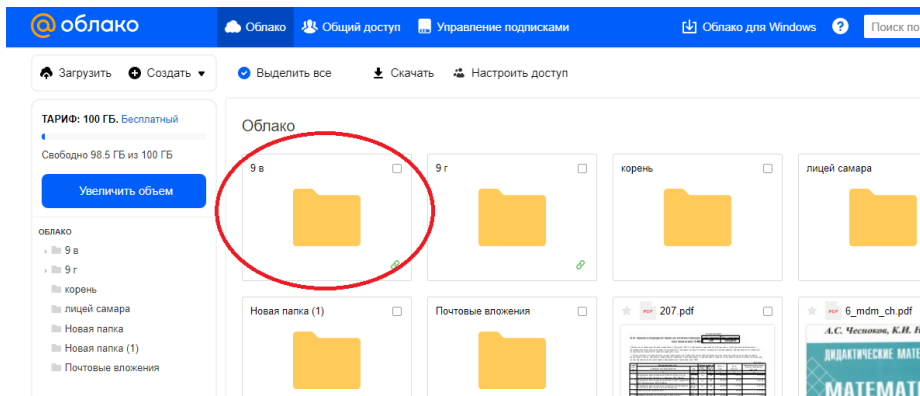 облако
Облако Общий доступ Управление подписками Облако для Windows ? Поиск по
Загрузить Создать Выделить все Скачать Настроить доступ
ТАРИФ: 100 ГБ. Бесплатный
Свободно 98.5 ГБ из 100 ГБ
Увеличить объем
ОБЛАКО
9 в
9 г
корень
лицей самара
Новая папка
Новая папка (1)
Почтовые вложения
Облако
9 в 9 г корень лицей самара
Новая папка (1) Почтовые вложения PDF 207.pdf PDF 6_mdm_ch.pdf
А.С. Чесноков, К.И. Н
ДИДАКТИЧЕСКИЕ МАТЕ
МАТЕМАТ